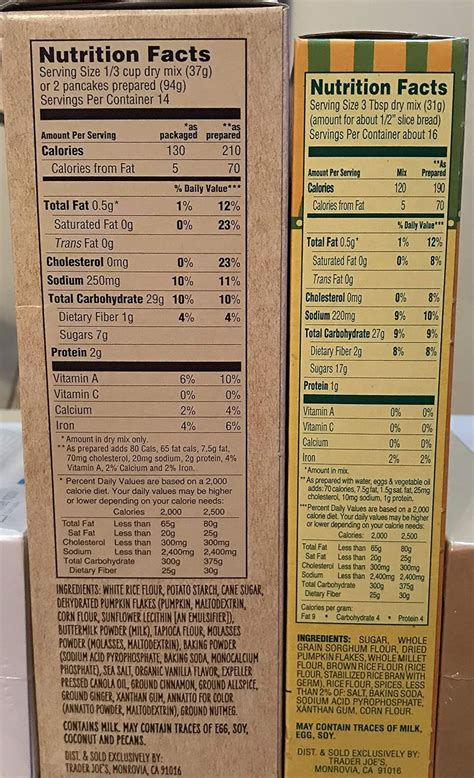 Nutrition Facts
Serving Size 1/3 cup dry mix (37g)
or 2 pancakes prepared (94g)
Servings Per Container 14
*as packaged **as prepared
Amount Per Serving
Calories 130 210
Calories from Fat 5 70
% Daily Value***
Total Fat 0.5g* 1% 12%
Saturated Fat 0g 0% 23%
Trans Fat 0g
Cholesterol 0mg 0% 23%
Sodium 250mg 10% 11%
Total Carbohydrate 29g 10% 10%
Dietary Fiber 1g 4% 4%
Sugars 7g
Protein 2g
Vitamin A 6% 10%
Vitamin C 0% 0%
Calcium 2% 4%
Iron 4% 6%
*Amount in dry mix only.
**As prepared adds 80 Cals, 65 fat cals, 7.5g fat,
70mg cholesterol, 20mg sodium, 2g protein, 4%
Vitamin A, 2% Calcium and 2% Iron.
* Percent Daily Values are based on a 2,000
calorie diet. Your daily values may be higher
or lower depending on your calorie needs:
Calories 2,000 2,500
Total Fat Less than 65g 80g
Sat Fat Less than 20g 25g
Cholesterol Less than 300mg 300mg
Sodium Less than 2,400mg 2,400mg
Total Carbohydrate 300g 375g
Dietary Fiber 25g 30g
INGREDIENTS: WHITE RICE FLOUR, POTATO STARCH, CANE SUGAR,
DEHYDRATED PUMPKIN FLAKES (PUMPKIN, MALTODEXTRIN,
CORN FLOUR, SUNFLOWER LECITHIN [AN EMULSIFIER]),
BUTTERMILK POWDER (MILK), TAPIOCA FLOUR, MOLASSES
POWDER (MOLASSES, MALTODEXTRIN), BAKING POWDER
(SODIUM ACID PYROPHOSPHATE, BAKING SODA, MONOCALCIUM
PHOSPHATE), SEA SALT, ORGANIC VANILLA FLAVOR, EXPELLER
PRESSED CANOLA OIL, GROUND CINNAMON, GROUND ALLSPICE,
GROUND GINGER, XANTHAN GUM, ANNATTO FOR COLOR
(ANNATTO POWDER, MALTODEXTRIN), GROUND NUTMEG.
CONTAINS MILK. MAY CONTAIN TRACES OF EGG, SOY,
COCONUT AND PECANS.
DIST. & SOLD EXCLUSIVELY BY:
TRADER JOE'S, MONROVIA, CA 91016
Nutrition Facts
Serving Size 3 Tbsp dry mix (31g)
(amount for about 1/2" slice bread)
Servings Per Container about 16
Amount Per Serving Mix **As Prepared
Calories 120 190
Calories from Fat 5 70
% Daily Value***
Total Fat 0.5g* 1% 12%
Saturated Fat 0g 0% 8%
Trans Fat 0g
Cholesterol 0mg 0% 8%
Sodium 220mg 9% 10%
Total Carbohydrate 27g 9% 9%
Dietary Fiber 2g 8% 8%
Sugars 17g
Protein 1g
Vitamin A 0% 0%
Vitamin C 0% 0%
Calcium 0% 0%
Iron 2% 2%
*Amount in mix.
**As prepared with water, eggs & vegetable oil
adds: 70 calories, 7.5g fat, 1.5g sat. fat, 25mg
cholesterol, 10mg sodium, 1g protein.
***Percent Daily Values are based on a
2,000 calorie diet. Your daily values may be higher
or lower depending on your calorie needs:
Calories: 2,000 2,500
Total Fat Less than 65g 80g
Sat Fat Less than 20g 25g
Cholesterol Less than 300mg 300mg
Sodium Less than 2,400mg 2,400mg
Total Carbohydrate 300g 375g
Dietary Fiber 25g 30g
Calories per gram:
Fat 9 • Carbohydrate 4 • Protein 4
INGREDIENTS: SUGAR, WHOLE
GRAIN SORGHUM FLOUR, DRIED
PUMPKIN FLAKES, WHOLE MILLET
FLOUR, BROWN RICE FLOUR (RICE
FLOUR, STABILIZED RICE BRAN WITH
GERM), RICE FLOUR, SPICES. LESS
THAN 2% OF: SALT, BAKING SODA,
SODIUM ACID PYROPHOSPHATE,
XANTHAN GUM, CORN FLOUR.
MAY CONTAIN TRACES OF MILK,
EGG, SOY.
DIST. & SOLD EXCLUSIVELY BY:
TRADER JOE'S,
MONROVIA, CA 91016